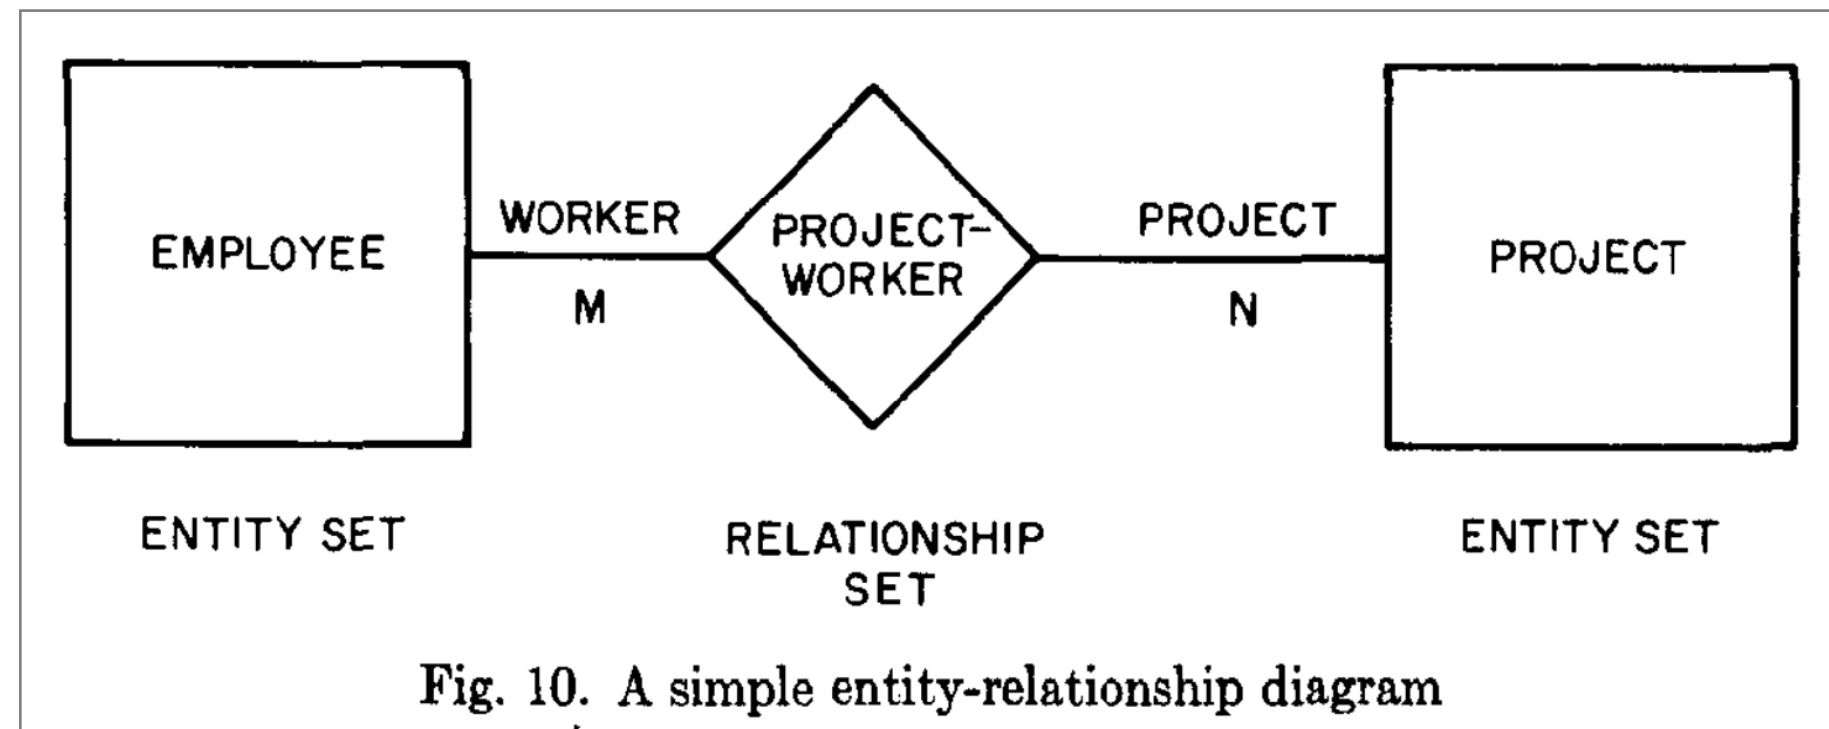 EMPLOYEE
WORKER
M
PROJECT-
WORKER
PROJECT
N
PROJECT
ENTITY SET
RELATIONSHIP
SET
ENTITY SET
Fig. 10. A simple entity-relationship diagram